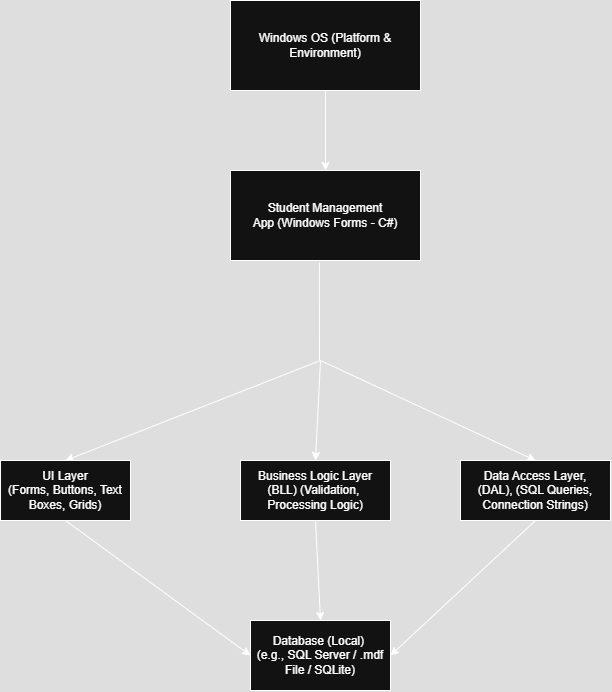 Windows OS (Platform &
Environment)
Student Management
App (Windows Forms - C#)
UI Layer
(Forms, Buttons, Text
Boxes, Grids)
Business Logic Layer
(BLL) (Validation,
Processing Logic)
Data Access Layer,
(DAL), (SQL Queries,
Connection Strings)
Database (Local)
(e.g., SQL Server / .mdf
File / SQLite)